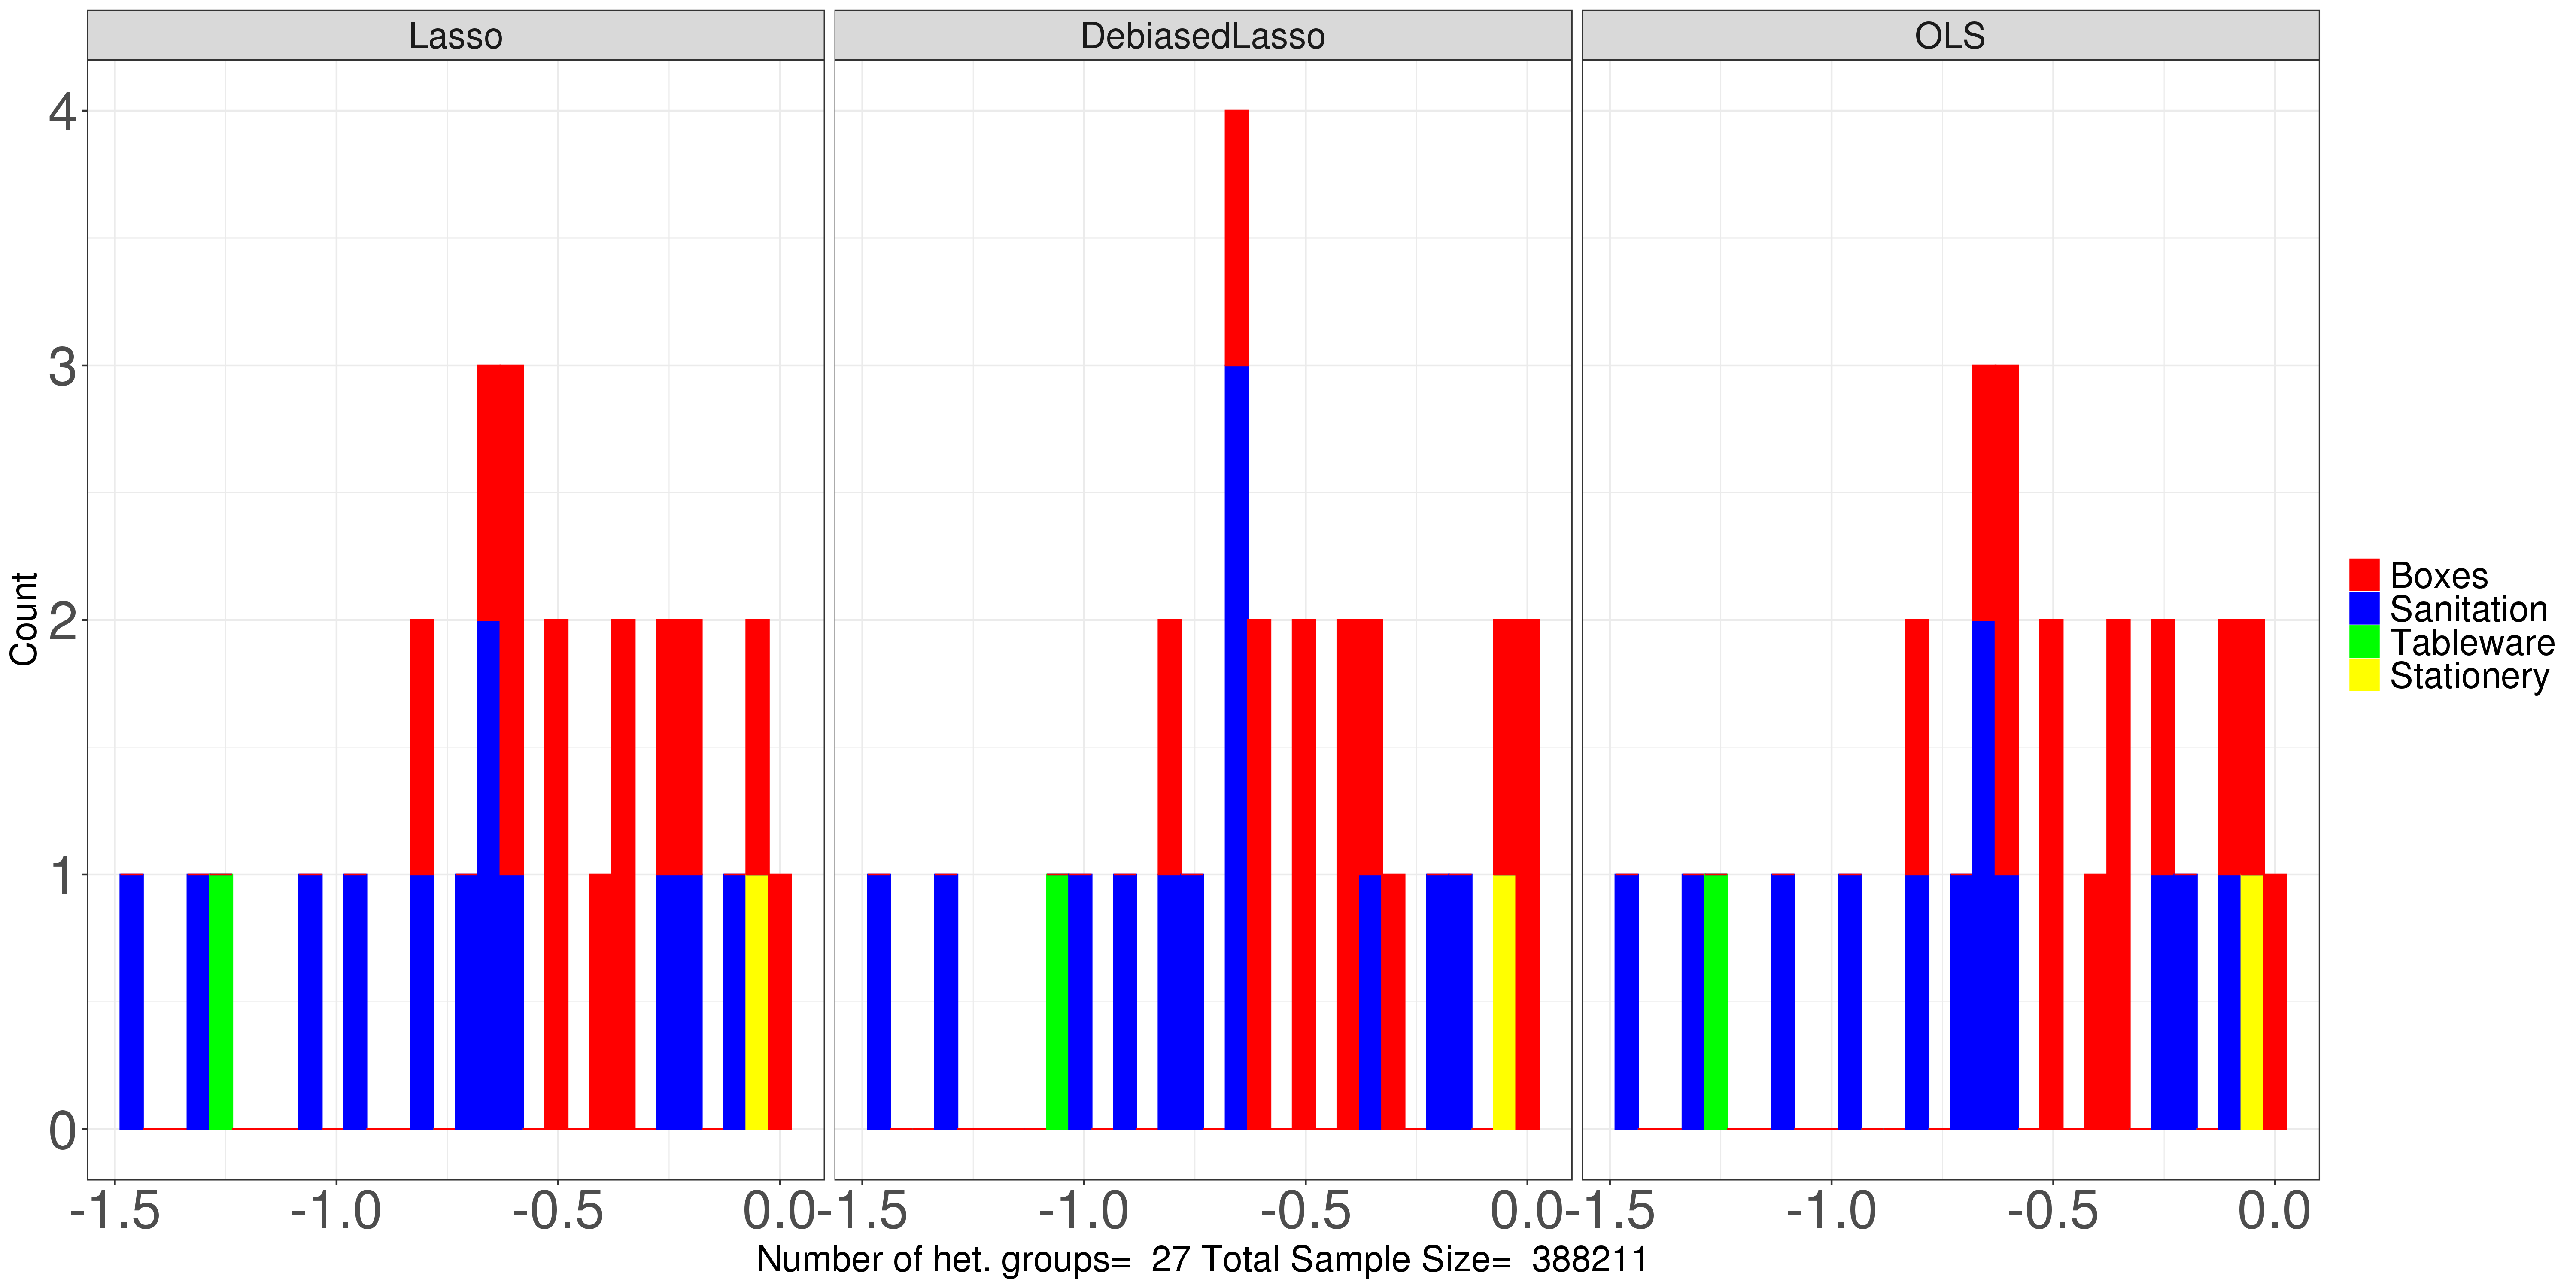 Lasso
DebiasedLasso
OLS
Count
4
3
2
1
0
-1.5 -1.0 -0.5 0.0
-1.5 -1.0 -0.5 0.0
-1.5 -1.0 -0.5 0.0
Number of het. groups=  27 Total Sample Size=  388211
Boxes
Sanitation
Tableware
Stationery